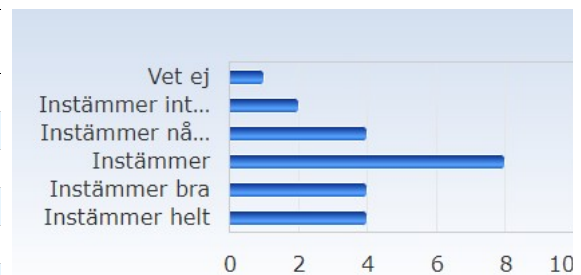 Vet ej
Instämmer int...
Instämmer nå...
Instämmer
Instämmer bra
Instämmer helt
0 2 4 6 8 10